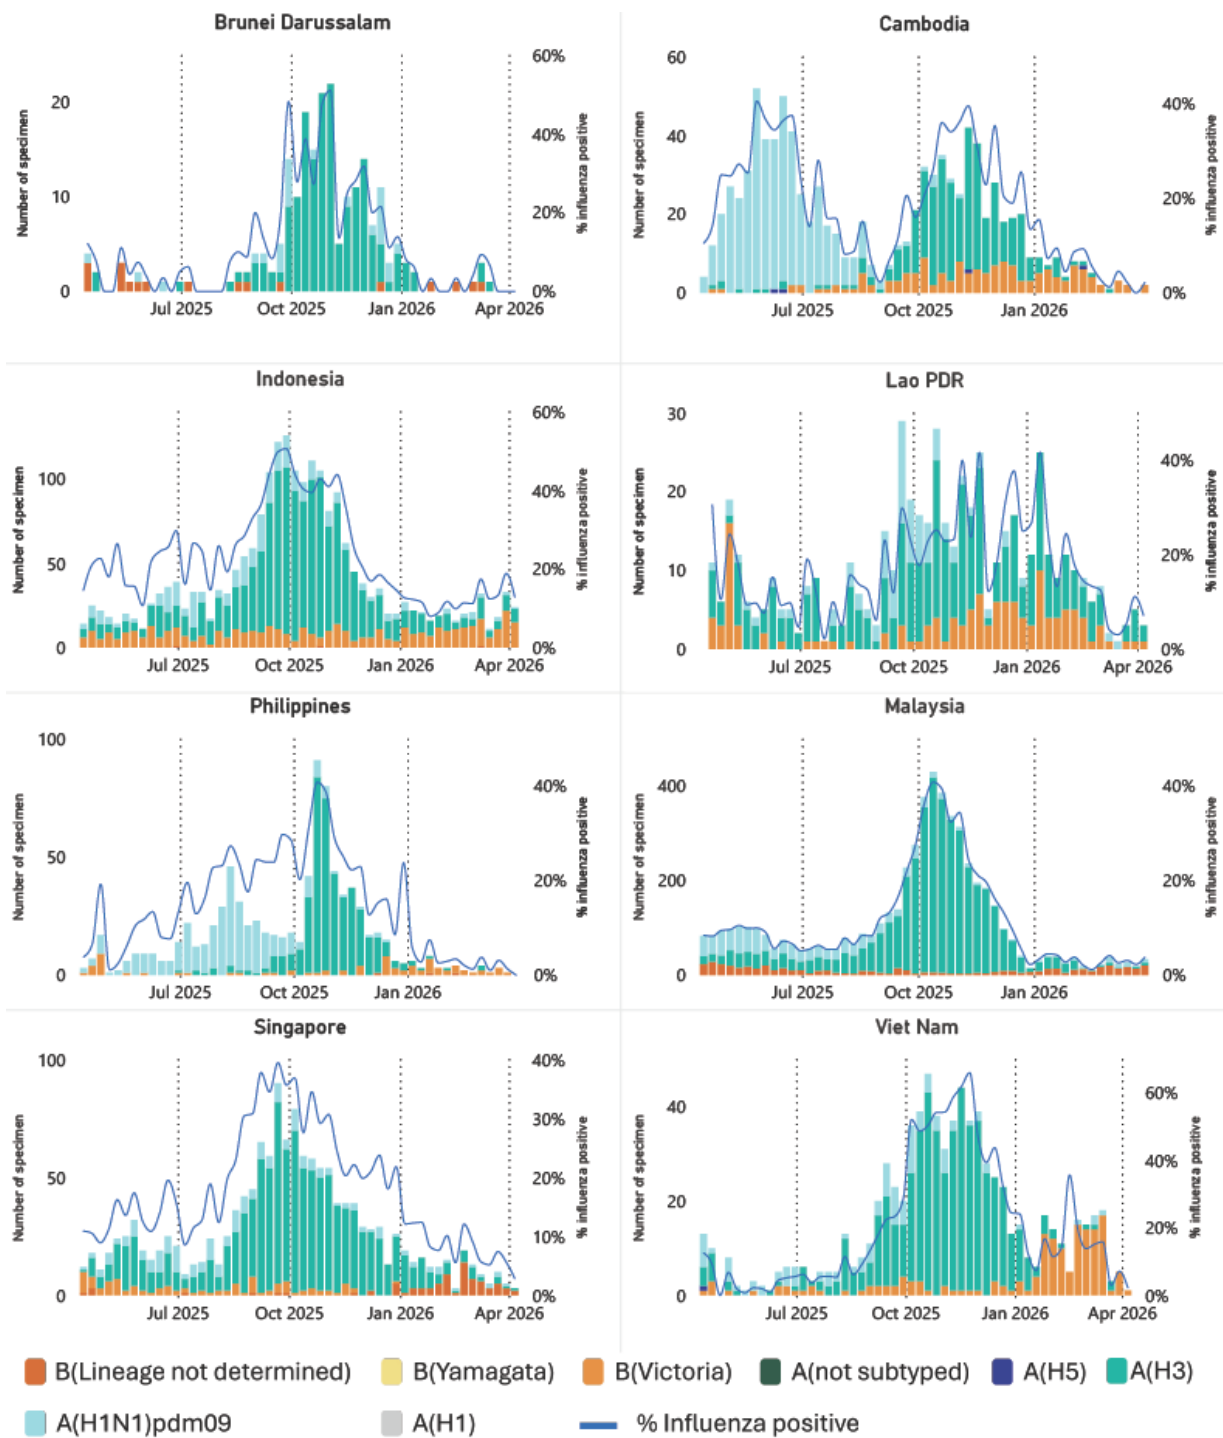 Brunei Darussalam
Number of specimen
20
10
0
60%
40%
20%
0%
% influenza positive
Jul 2025 Oct 2025 Jan 2026 Apr 2026
Cambodia
Number of specimen
60
40
20
0
40%
20%
0%
% influenza positive
Jul 2025 Oct 2025 Jan 2026
Indonesia
Number of specimen
100
50
0
60%
40%
20%
0%
% influenza positive
Jul 2025 Oct 2025 Jan 2026 Apr 2026
Lao PDR
Number of specimen
30
20
10
0
40%
20%
0%
% influenza positive
Jul 2025 Oct 2025 Jan 2026 Apr 2026
Philippines
Number of specimen
100
50
0
40%
20%
0%
% influenza positive
Jul 2025 Oct 2025 Jan 2026
Malaysia
Number of specimen
400
200
0
40%
20%
0%
% influenza positive
Jul 2025 Oct 2025 Jan 2026
Singapore
Number of specimen
100
50
0
40%
30%
20%
10%
0%
% influenza positive
Jul 2025 Oct 2025 Jan 2026 Apr 2026
Viet Nam
Number of specimen
40
20
0
60%
40%
20%
0%
% influenza positive
Jul 2025 Oct 2025 Jan 2026 Apr 2026
B(Lineage not determined) B(Yamagata) B(Victoria) A(not subtyped) A(H5) A(H3)
A(H1N1)pdm09 A(H1) % Influenza positive